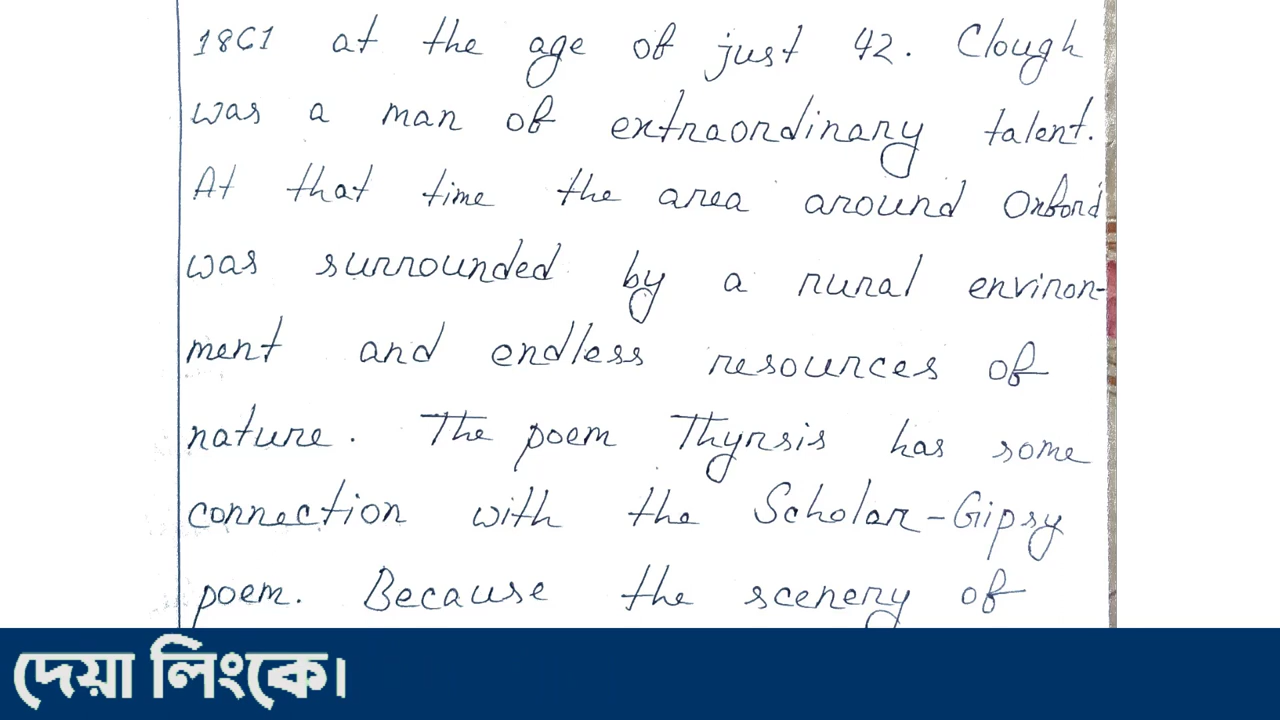 1861 at the age of just 42. Clough
was a man of extraordinary talent.
At that time the area around Oxford
was surrounded by a rural environ-
ment and endless resources of
nature. The poem Thyrsis has some
connection with the Scholar-Gipsy
poem. Because the scenery of
দেয়া লিংকে।